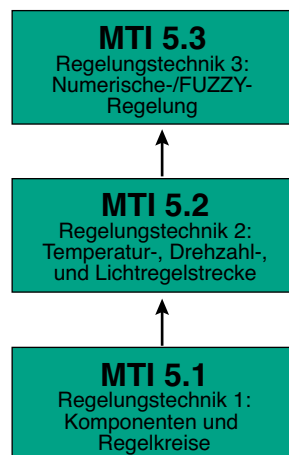 MTI 5.3
Regelungstechnik 3:
Numerische-/FUZZY-
Regelung
MTI 5.2
Regelungstechnik 2:
Temperatur-, Drehzahl-,
und Lichtregelstrecke
MTI 5.1
Regelungstechnik 1:
Komponenten und
Regelkreise